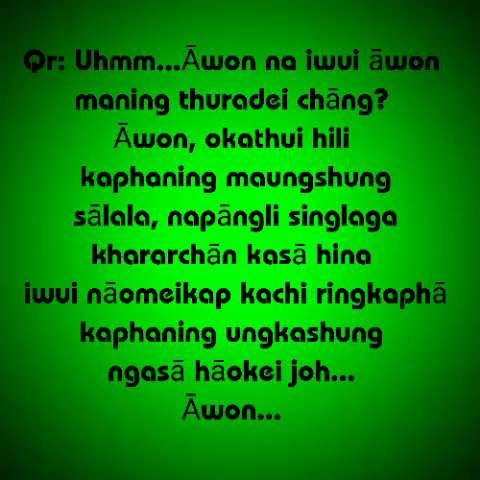 Qr: Uhmm...Āwon na iwui āwon
maning thuradei chāng?
Āwon, okathui hili
kaphaning maungshung
sālala, napāngli singlaga
khararchān kasā hina
iwui nāomeikap kachi ringkaphā
kaphaning ungkashung
ngasā hāokei joh...
Āwon...